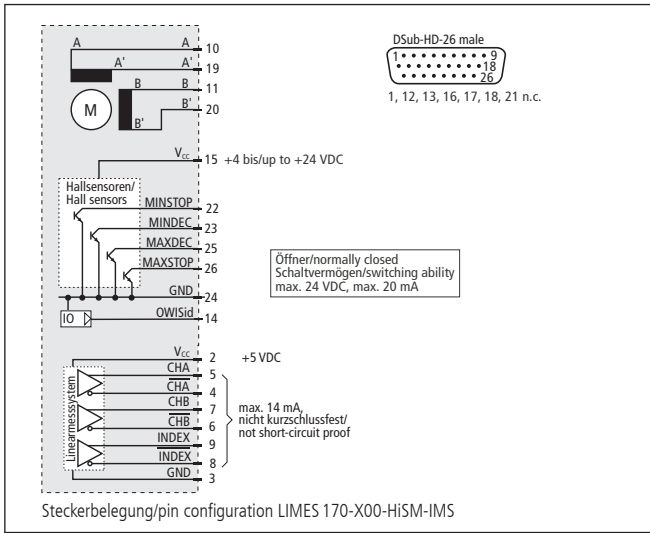 A A 10
A' A' 19
B B 11
B' B' 20
M
DSub-HD-26 male
1 9
18
26
1, 12, 13, 16, 17, 18, 21 n.c.
Vcc 15 +4 bis/up to +24 VDC
Hallsensoren/
Hall sensors
MINSTOP 22
MINDEC 23
MAXDEC 25
MAXSTOP 26
GND 24
IO OWISid 14
Öffner/normally closed
Schaltvermögen/switching ability
max. 24 VDC, max. 20 mA
Linearmesssystem
Vcc 2 +5 VDC
CHA 5
C̅H̅A̅ 4
CHB 7
C̅H̅B̅ 6
INDEX 9
I̅N̅D̅E̅X̅ 8
GND 3
max. 14 mA,
nicht kurzschlussfest/
not short-circuit proof
Steckerbelegung/pin configuration LIMES 170-X00-HiSM-IMS